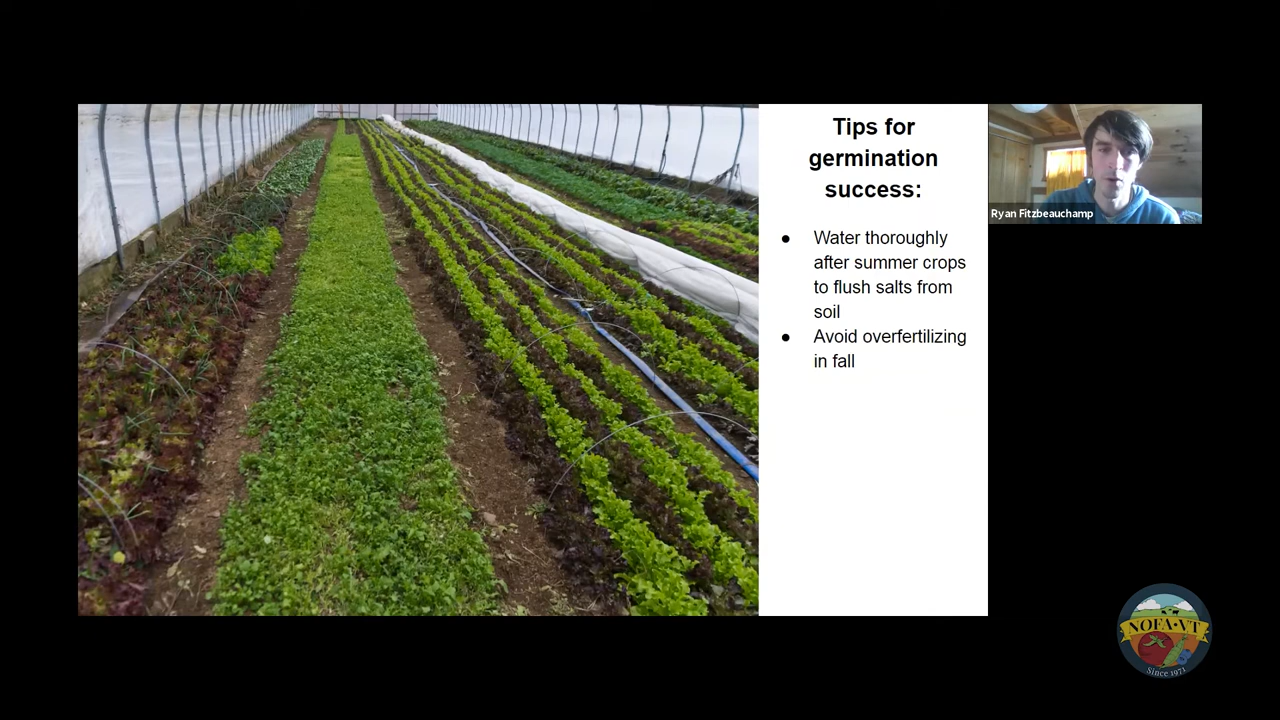 Tips for
germination
success:
● Water thoroughly
after summer crops
to flush salts from
soil
● Avoid overfertilizing
in fall
Ryan Fitzbeauchamp
NOFA•VT
Since 1971